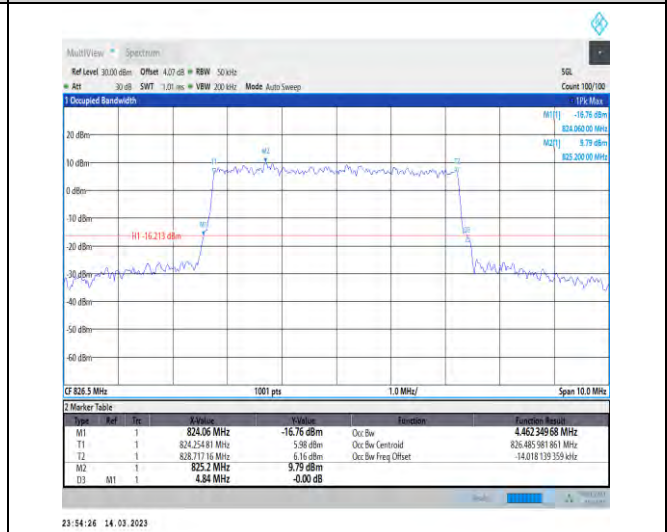 MultiView Spectrum
Ref Level 30.00 dBm Offset 4.07 dB RBW 50 kHz SGL
Att 30 dB SWT 1.01 ms VBW 200 kHz Mode Auto Sweep Count 100/100
1 Occupied Bandwidth 1Pk Max
M1[1] -16.76 dBm
824.060 00 MHz
M2[1] 9.79 dBm
825.200 00 MHz
20 dBm
M2
T1 T2
10 dBm
0 dBm
-10 dBm
M1 D3
H1 -16.213 dBm
-20 dBm
-30 dBm
-40 dBm
-50 dBm
-60 dBm
CF 826.5 MHz 1001 pts 1.0 MHz/ Span 10.0 MHz
2 Marker Table
Type Ref Trc X-Value Y-Value Function Function Result
M1 1 824.06 MHz -16.76 dBm Occ Bw 4.462 349 68 MHz
T1 1 824.254 81 MHz 5.98 dBm Occ Bw Centroid 826.485 981 861 MHz
T2 1 828.717 16 MHz 6.16 dBm Occ Bw Freq Offset -14.018 139 359 kHz
M2 1 825.2 MHz 9.79 dBm
D3 M1 1 4.84 MHz -0.00 dB
23:54:26 14.03.2023